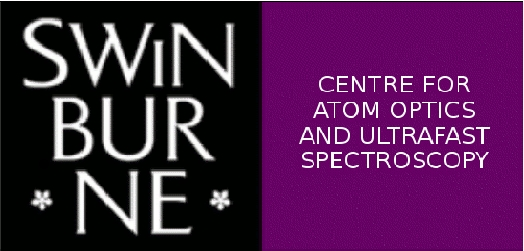 SWiN
BUR
* NE *
CENTRE FOR
ATOM OPTICS
AND ULTRAFAST
SPECTROSCOPY